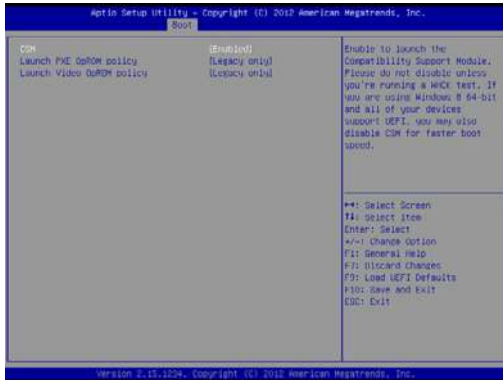 Aptio Setup Utility – Copyright (C) 2012 American Megatrends, Inc.
Boot
CSM [Enabled]
Launch PXE OpROM policy [Legacy only]
Launch Video OpROM policy [Legacy only]
Enable to launch the
Compatibility Support Module.
Please do not disable unless
you're running a WHCK test. If
you are using Windows 8 64-bit
and all of your devices
support UEFI, you may also
disable CSM for faster boot
speed.
→←: Select Screen
↑↓: Select Item
Enter: Select
+/-: Change Option
F1: General Help
F7: Discard Changes
F9: Load UEFI Defaults
F10: Save and Exit
ESC: Exit
Version 2.15.1234. Copyright (C) 2012 American Megatrends, Inc.